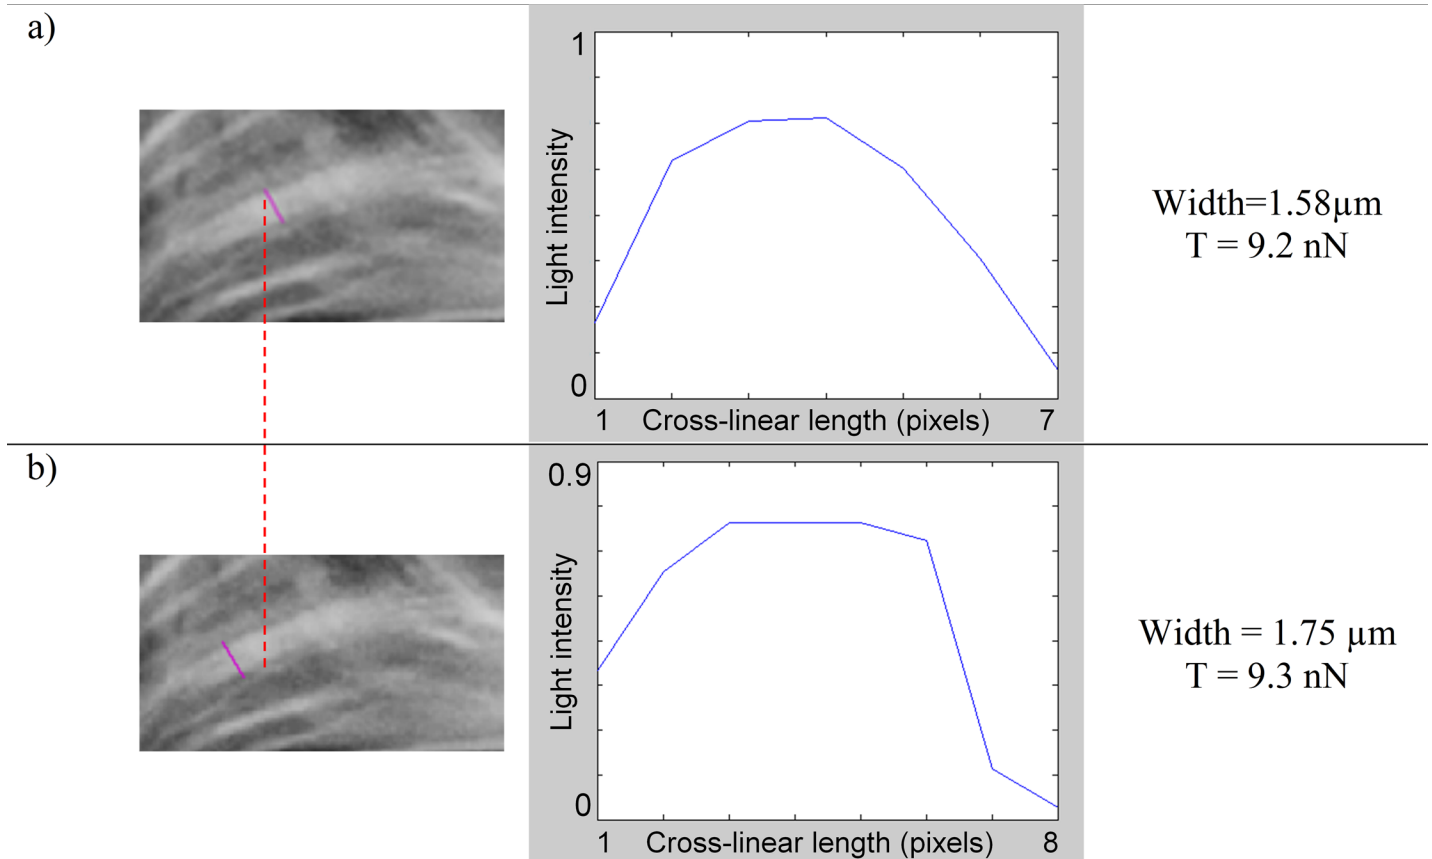 a)
1
Light intensity
0
1 Cross-linear length (pixels) 7
Width=1.58µm
T = 9.2 nN
b)
0.9
Light intensity
0
1 Cross-linear length (pixels) 8
Width = 1.75 µm
T = 9.3 nN